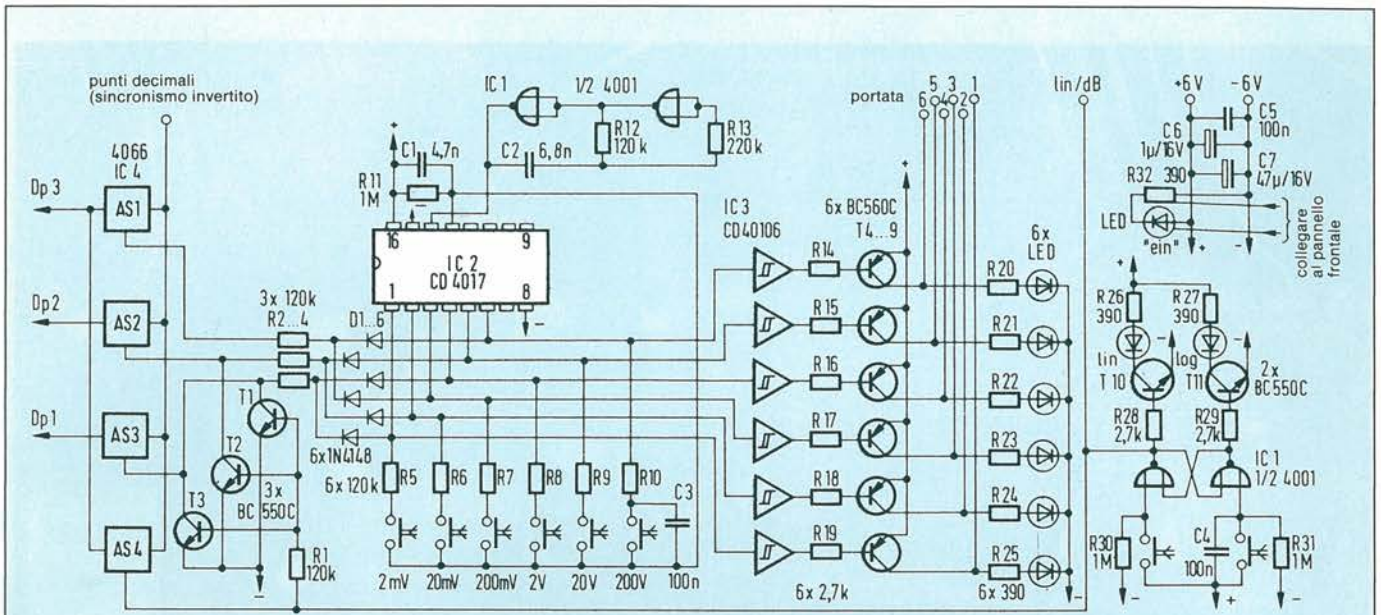 punti decimali
(sincronismo invertito)
4066
IC 4
Dp 3
AS1
Dp2
AS2
Dp1
AS3
AS4
3x 120k
R2...4
T1
T2
T3
3x
BC 550C
R1
120k
C1
4,7n
R11
1M
16
9
IC 2
CD 4017
1
8
IC 1
1/2 4001
R12
120 k
R13
220k
C2
6,8n
D1...6
6x1N4148
6x120k
R5
R6
R7
R8
R9
R10
C3
100n
2mV
20mV
200mV
2V
20V
200V
IC 3
CD40106
6x BC560C
T4...9
R14
R15
R16
R17
R18
R19
6x 2,7k
portata
6
5
4
3
2
1
6x
LED
R20
R21
R22
R23
R24
R25
6x 390
lin/dB
+6V
-6V
C5
100n
C6
1µ/16V
C7
47µ/16V
R32 390
LED
"ein"
collegare
al pannello
frontale
R26
390
R27
390
lin
log
T10
T11
2x
BC550C
R28
2,7k
R29
2,7k
IC 1
1/2 4001
R30
1M
C4
100n
R31
1M